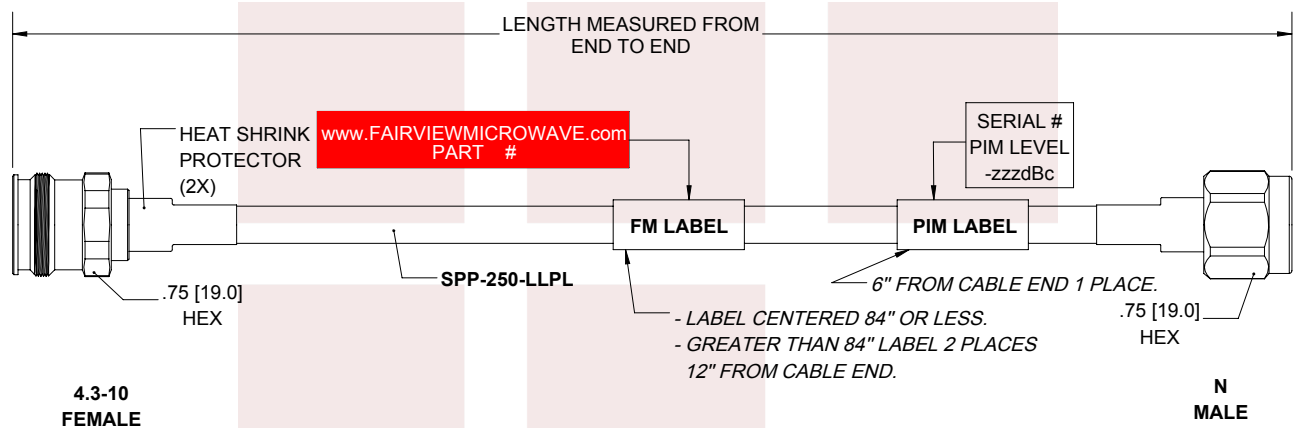 LENGTH MEASURED FROM
END TO END
HEAT SHRINK
PROTECTOR
(2X)
www.FAIRVIEWMICROWAVE.com
PART #
SERIAL #
PIM LEVEL
-zzzdBc
FM LABEL
PIM LABEL
SPP-250-LLPL
6" FROM CABLE END 1 PLACE.
.75 [19.0]
HEX
- LABEL CENTERED 84" OR LESS.
- GREATER THAN 84" LABEL 2 PLACES
12" FROM CABLE END.
.75 [19.0]
HEX
4.3-10
FEMALE
N
MALE